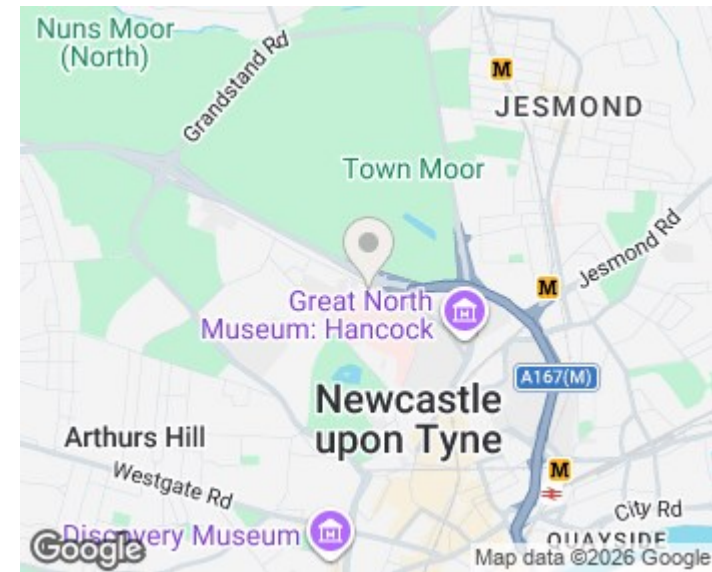 Nuns Moor
(North)
Grandstand Rd
M
JESMOND
Town Moor
Jesmond Rd
M
Great North
Museum: Hancock
A167(M)
Newcastle
upon Tyne
Arthurs Hill
Westgate Rd
M
City Rd
Discovery Museum
QUAYSIDE
Google
Map data ©2026 Google